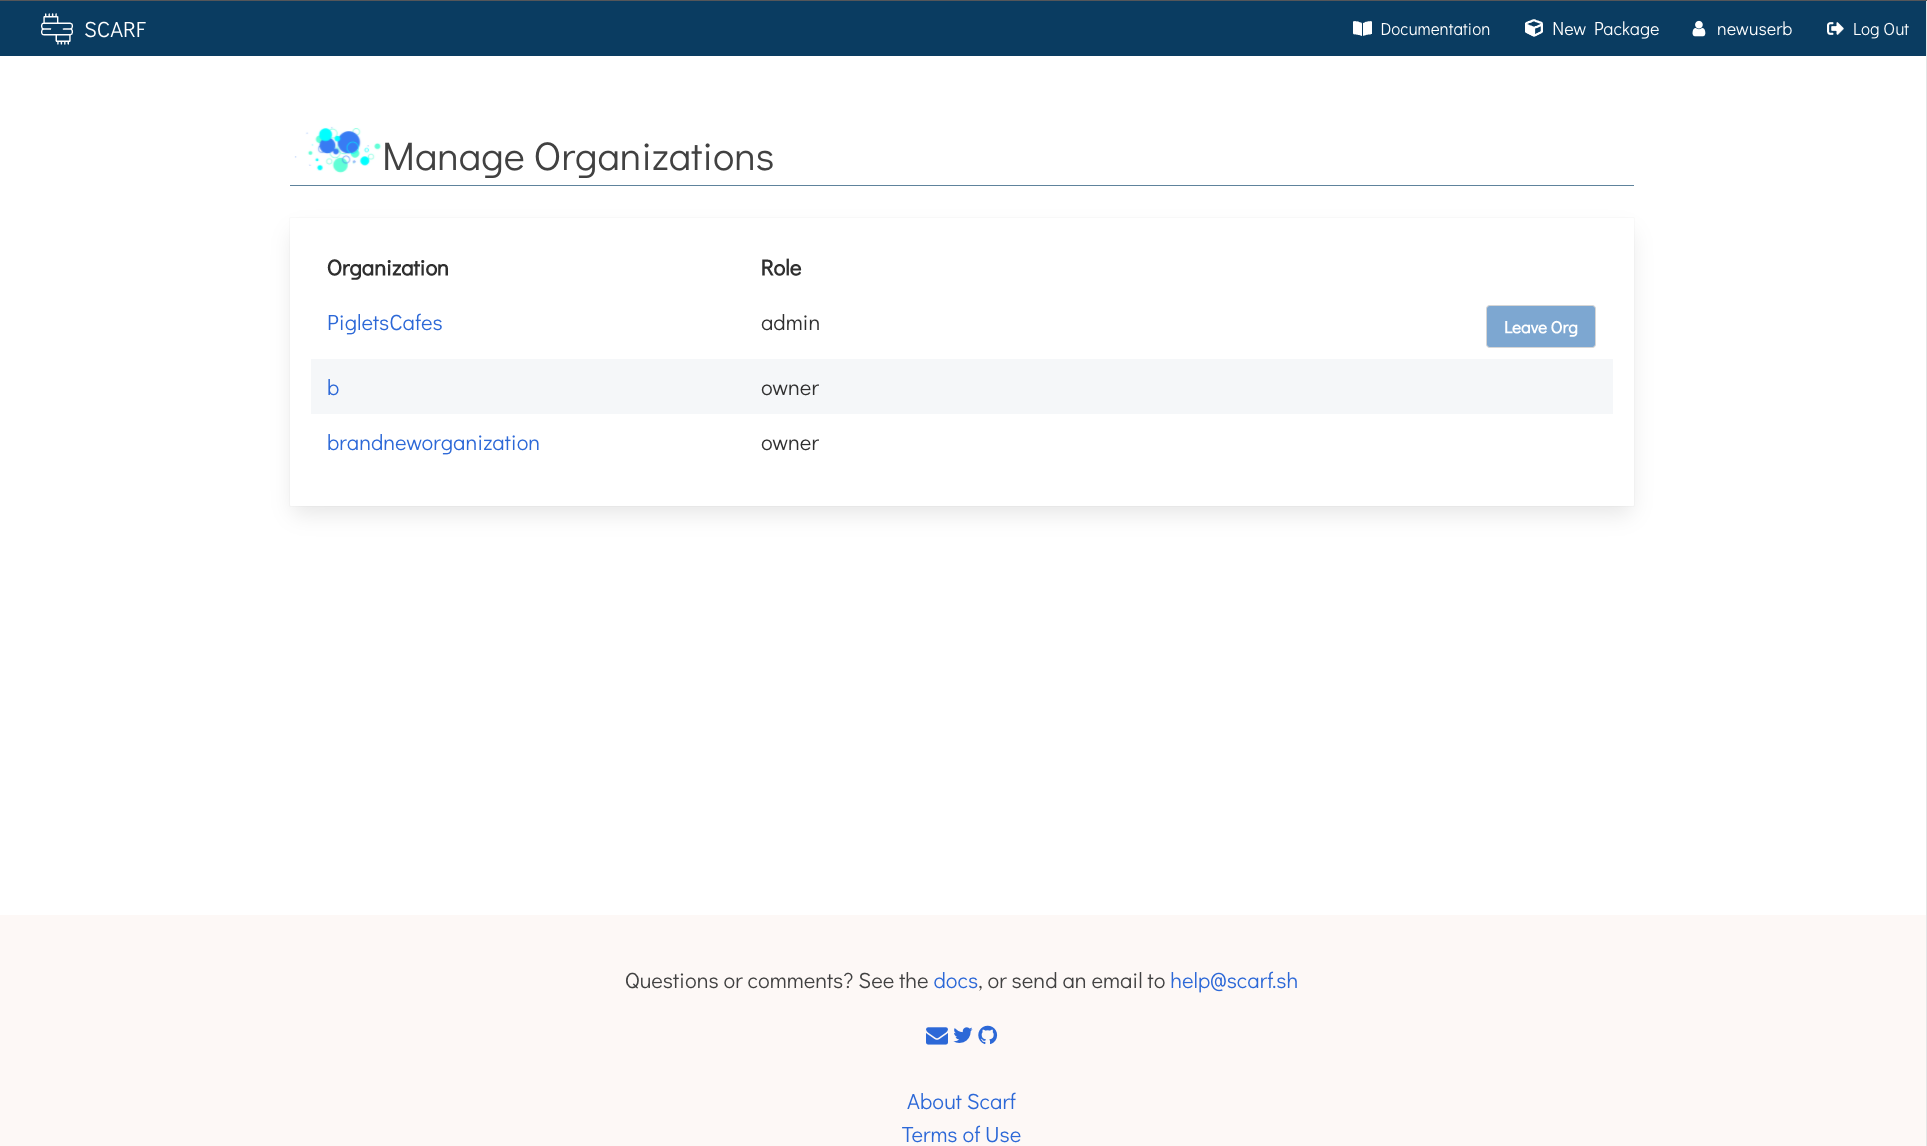 SCARF
Documentation
New Package
newuserb
Log Out
Manage Organizations
Organization Role
PigletsCafes admin Leave Org
b owner
brandneworganization owner
Questions or comments? See the docs, or send an email to help@scarf.sh
About Scarf
Terms of Use